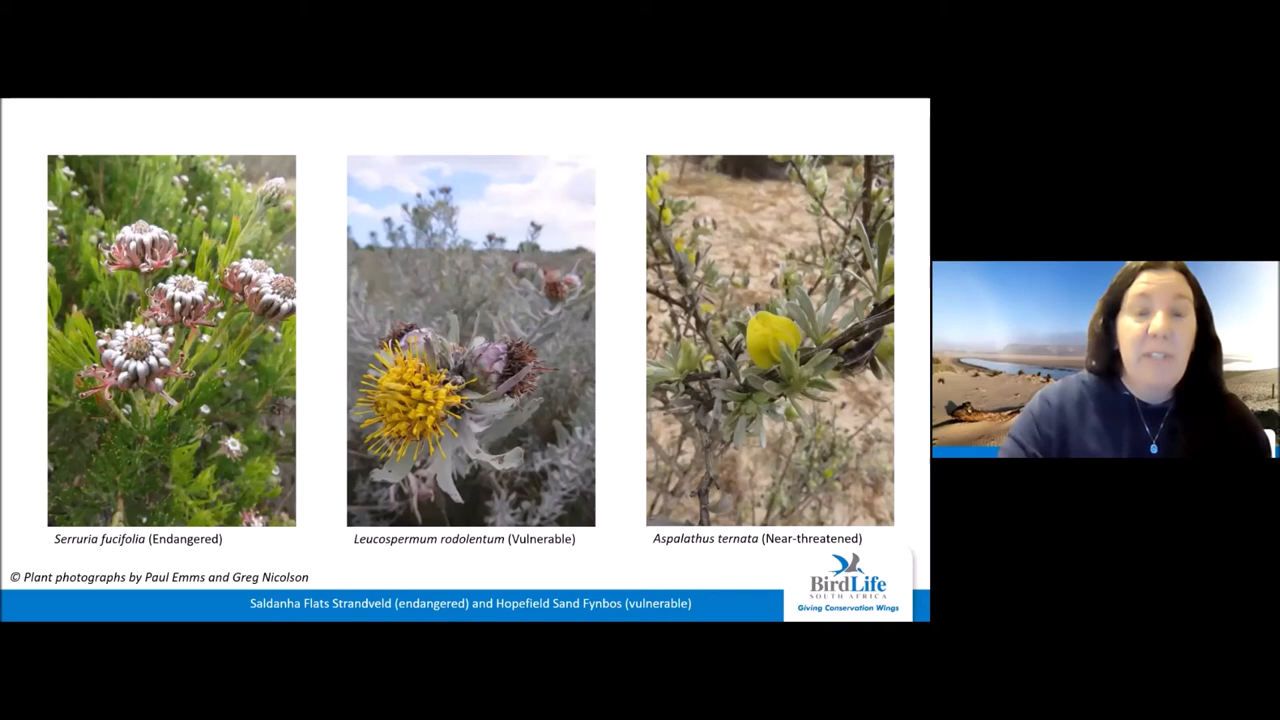 Serruria fucifolia (Endangered)
Leucospermum rodolentum (Vulnerable)
Aspalathus ternata (Near-threatened)
© Plant photographs by Paul Emms and Greg Nicolson
Saldanha Flats Strandveld (endangered) and Hopefield Sand Fynbos (vulnerable)
BirdLife
SOUTH AFRICA
Giving Conservation Wings